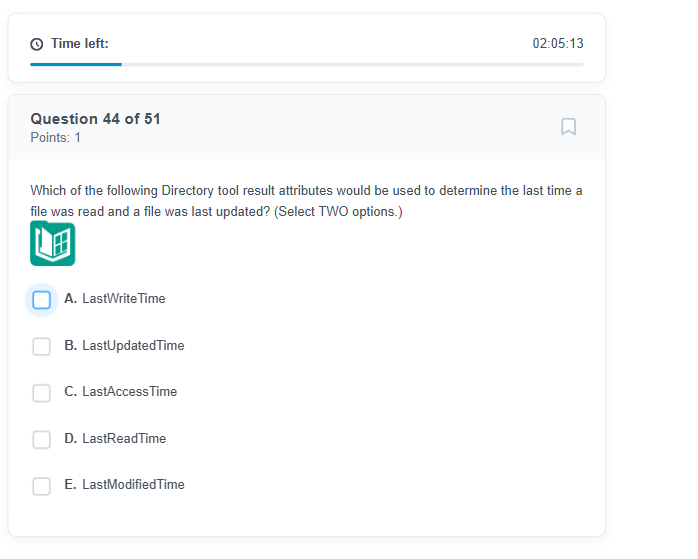 Time left:
02:05:13
Question 44 of 51
Points: 1
Which of the following Directory tool result attributes would be used to determine the last time a
file was read and a file was last updated? (Select TWO options.)
A. LastWriteTime
B. LastUpdatedTime
C. LastAccessTime
D. LastReadTime
E. LastModifiedTime